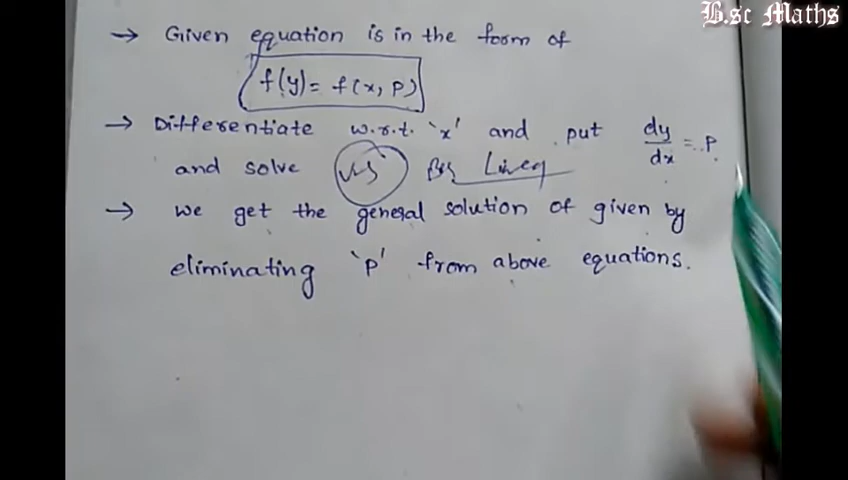 B.sc Maths
→ Given equation is in the form of
f(y) = f(x, P)
→ Differentiate w.r.t. 'x' and put dy/dx = P
and solve VS
→ We get the general solution of given by
eliminating 'P' from above equations.